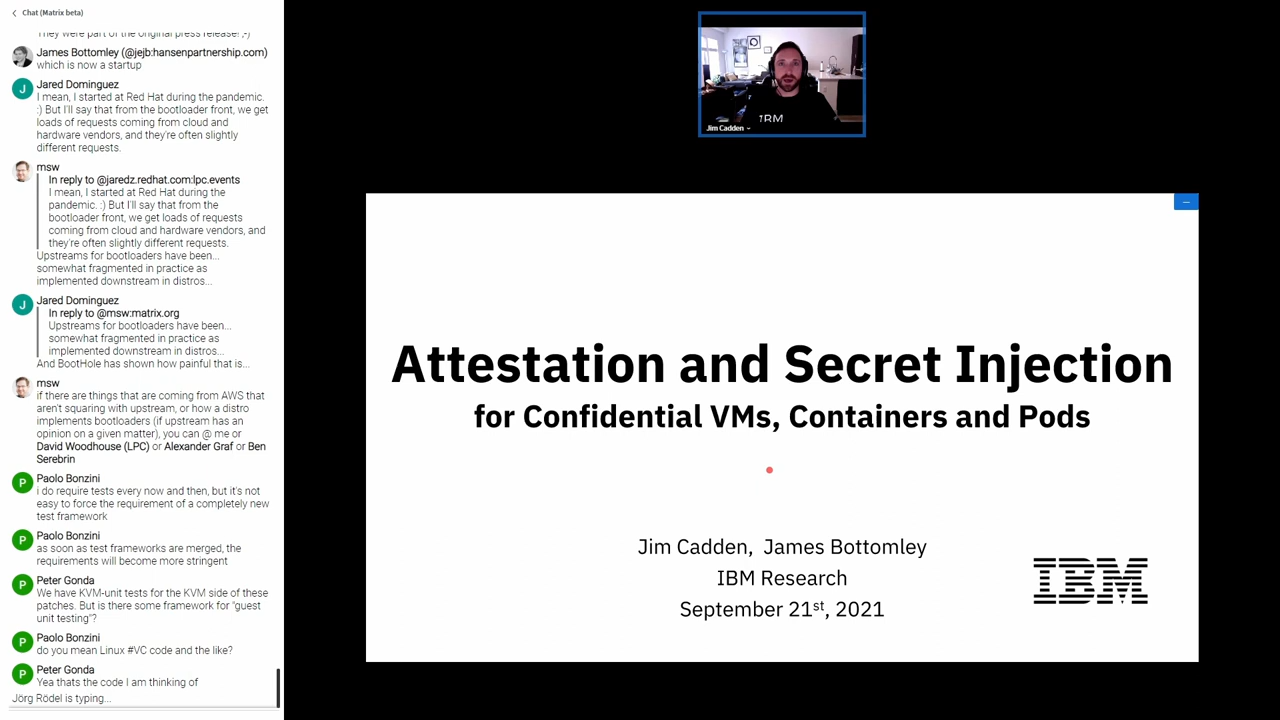 Chat (Matrix beta)
They were part of the original press release! ;-)
James Bottomley (@jejb:hansenpartnership.com)
which is now a startup
Jared Dominguez
I mean, I started at Red Hat during the pandemic.
:) But I'll say that from the bootloader front, we get
loads of requests coming from cloud and
hardware vendors, and they're often slightly
different requests.
msw
In reply to @jaredz.redhat.com:lpc.events
I mean, I started at Red Hat during the
pandemic. :) But I'll say that from the
bootloader front, we get loads of requests
coming from cloud and hardware vendors, and
they're often slightly different requests.
Upstreams for bootloaders have been...
somewhat fragmented in practice as
implemented downstream in distros...
Jared Dominguez
In reply to @msw:matrix.org
Upstreams for bootloaders have been...
somewhat fragmented in practice as
implemented downstream in distros...
And BootHole has shown how painful that is...
msw
if there are things that are coming from AWS that
aren't squaring with upstream, or how a distro
implements bootloaders (if upstream has an
opinion on a given matter), you can @ me or
David Woodhouse (LPC) or Alexander Graf or Ben
Serebrin
Paolo Bonzini
i do require tests every now and then, but it's not
easy to force the requirement of a completely new
test framework
Paolo Bonzini
as soon as test frameworks are merged, the
requirements will become more stringent
Peter Gonda
We have KVM-unit tests for the KVM side of these
patches. But is there some framework for "guest
unit testing"?
Paolo Bonzini
do you mean Linux #VC code and the like?
Peter Gonda
Yea thats the code I am thinking of
Jörg Rödel is typing...
IBM
Jim Cadden
Attestation and Secret Injection
for Confidential VMs, Containers and Pods
Jim Cadden, James Bottomley
IBM Research
September 21st, 2021
IBM